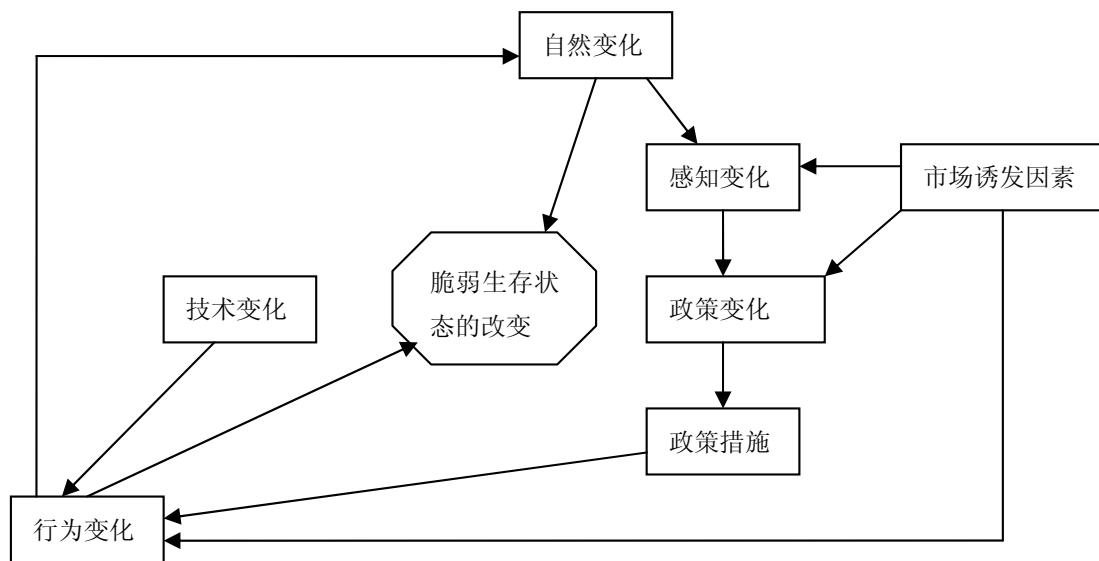 自然变化
感知变化
市场诱发因素
脆弱生存状
态的改变
技术变化
政策变化
政策措施
行为变化